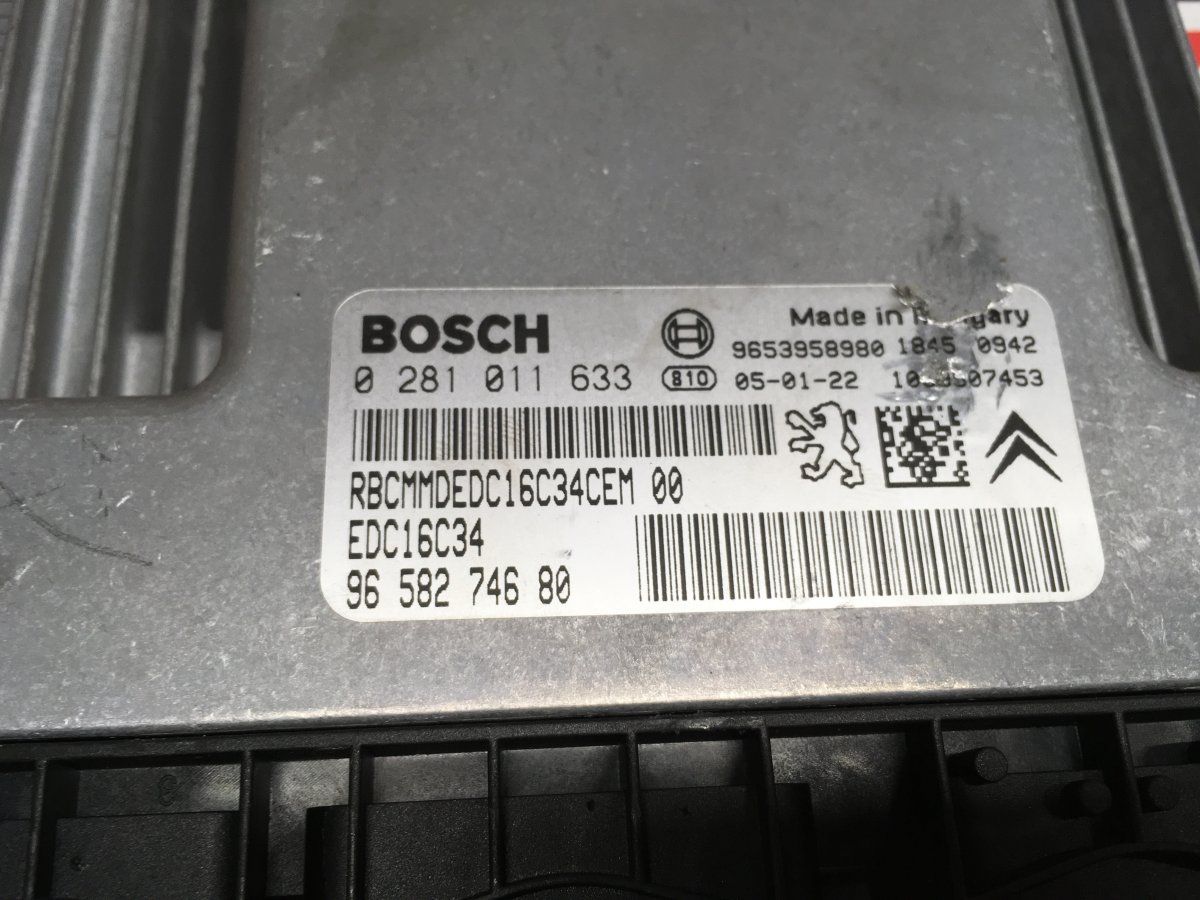 BOSCH
Made in
9653958980 0942
0 281 011 633
810
05-01-22
RBCMMDEDC16C34CEM 00
EDC16C34
96 582 746 80